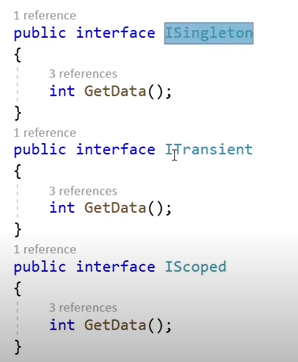 1 reference
public interface ISingleton
{
3 references
int GetData();
}
1 reference
public interface ITransient
{
3 references
int GetData();
}
1 reference
public interface IScoped
{
3 references
int GetData();
}